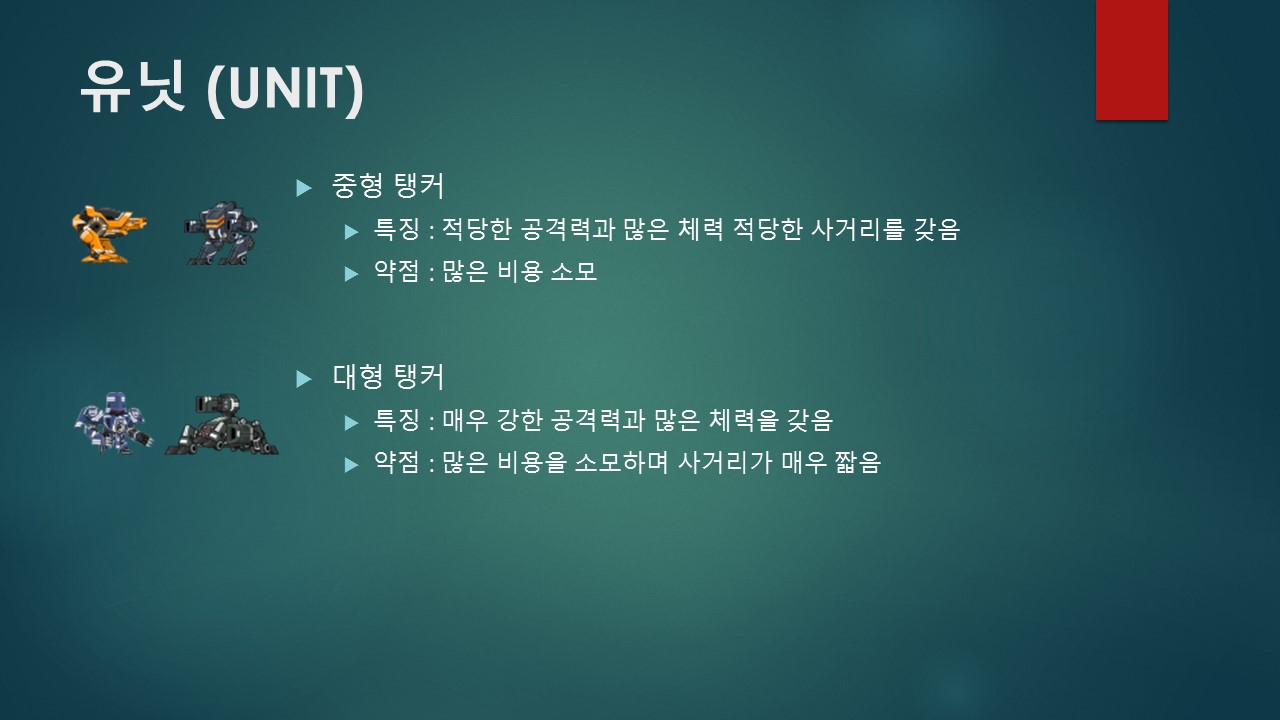 유닛 (UNIT)
중형 탱커
특징 : 적당한 공격력과 많은 체력 적당한 사거리를 갖음
약점 : 많은 비용 소모
대형 탱커
특징 : 매우 강한 공격력과 많은 체력을 갖음
약점 : 많은 비용을 소모하며 사거리가 매우 짧음